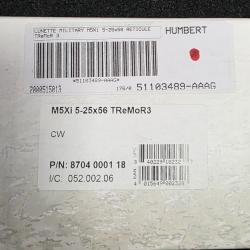 LUNETTE MILITARY M5XI 5-25x56 RETICULE
TReMoR 3
HUMBERT
*51103489-AAAG*
2000515013
51103489-AAAG
M5Xi 5-25x56 TReMoR3
CW
P/N: 8704 0001 18
I/C: 052.002.06